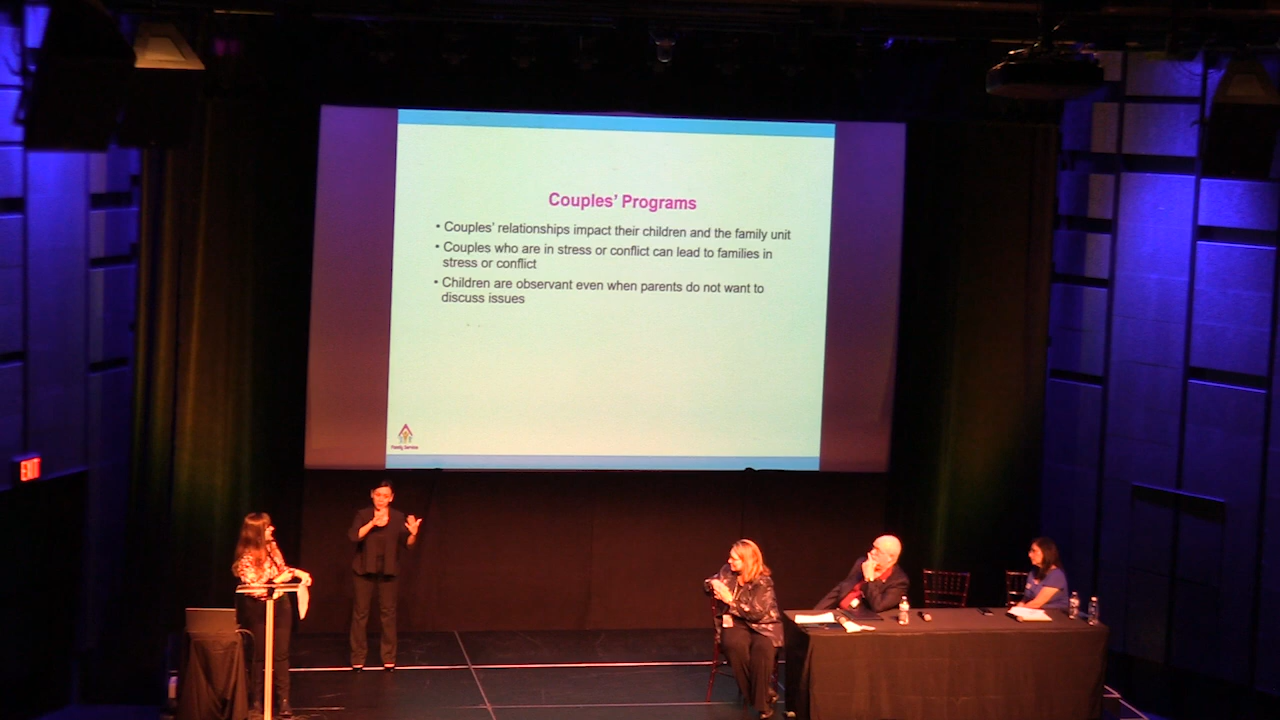 Couples' Programs
• Couples' relationships impact their children and the family unit
• Couples who are in stress or conflict can lead to families in
stress or conflict
• Children are observant even when parents do not want to
discuss issues
Family Service
EXIT